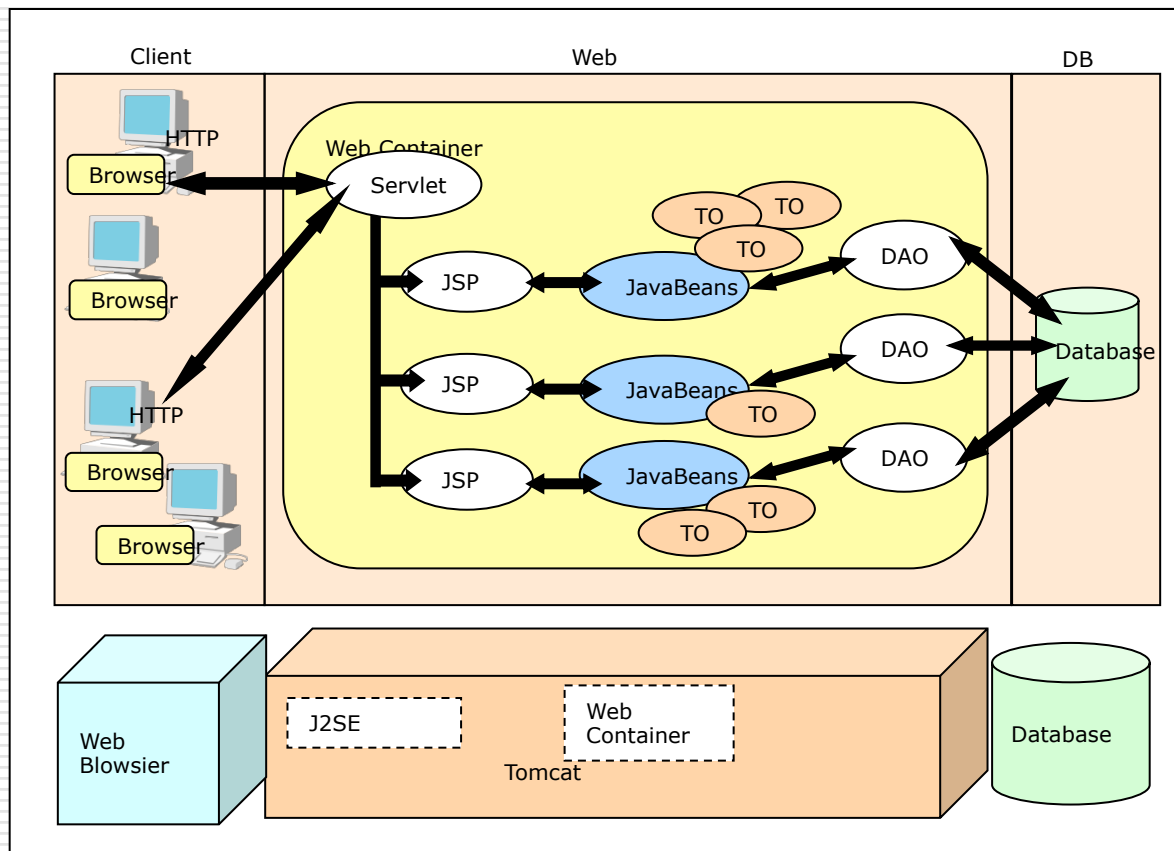 Client
Web
DB
HTTP
Web Container
Browser
Servlet
TO
TO
TO
Browser
JSP
JavaBeans
DAO
HTTP
JSP
JavaBeans
DAO
Database
TO
Browser
JSP
JavaBeans
DAO
TO
TO
Browser
Web
Blowsier
J2SE
Web
Container
Tomcat
Database